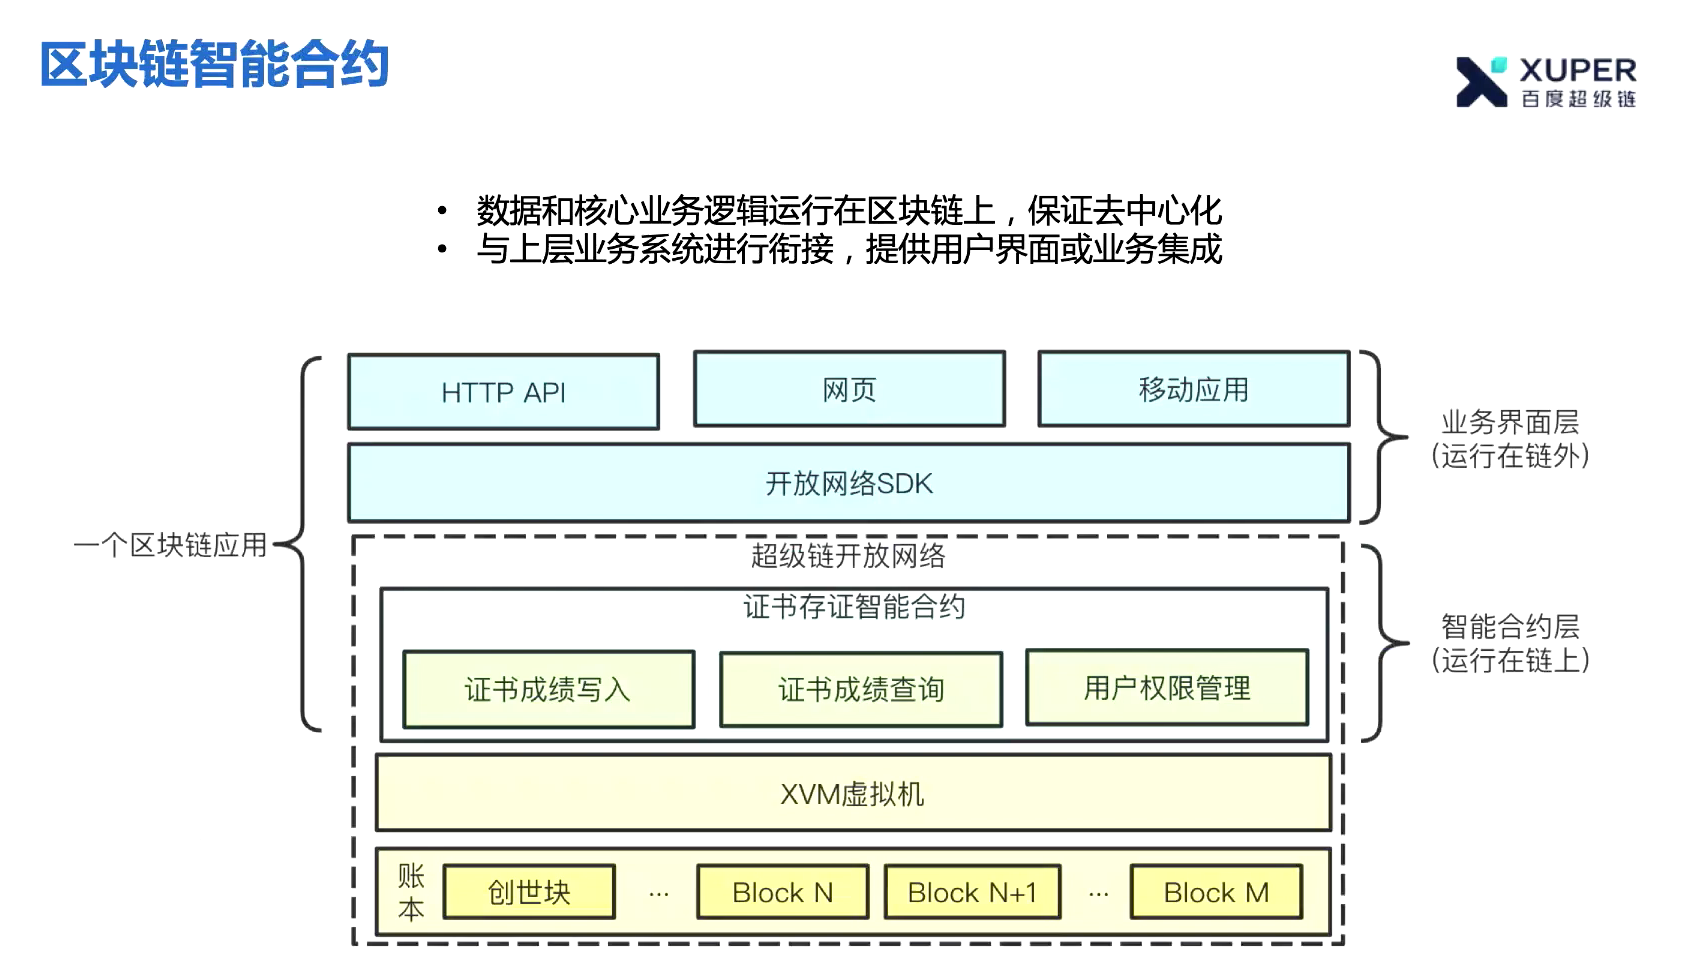 区块链智能合约
XUPER
百度超级链
• 数据和核心业务逻辑运行在区块链上，保证去中心化
• 与上层业务系统进行衔接，提供用户界面或业务集成
HTTP API
网页
移动应用
业务界面层
(运行在链外)
开放网络SDK
一个区块链应用
超级链开放网络
证书存证智能合约
智能合约层
(运行在链上)
证书成绩写入
证书成绩查询
用户权限管理
XVM虚拟机
账
本
创世块
...
Block N
Block N+1
...
Block M